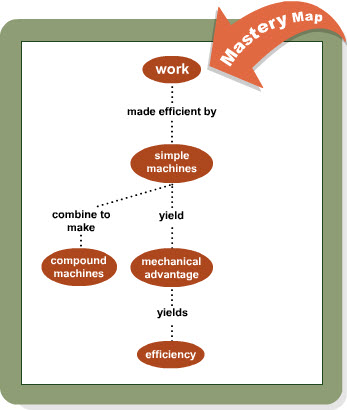 Mastery Map
work
made efficient by
simple
machines
combine to
make
yield
compound
machines
mechanical
advantage
yields
efficiency